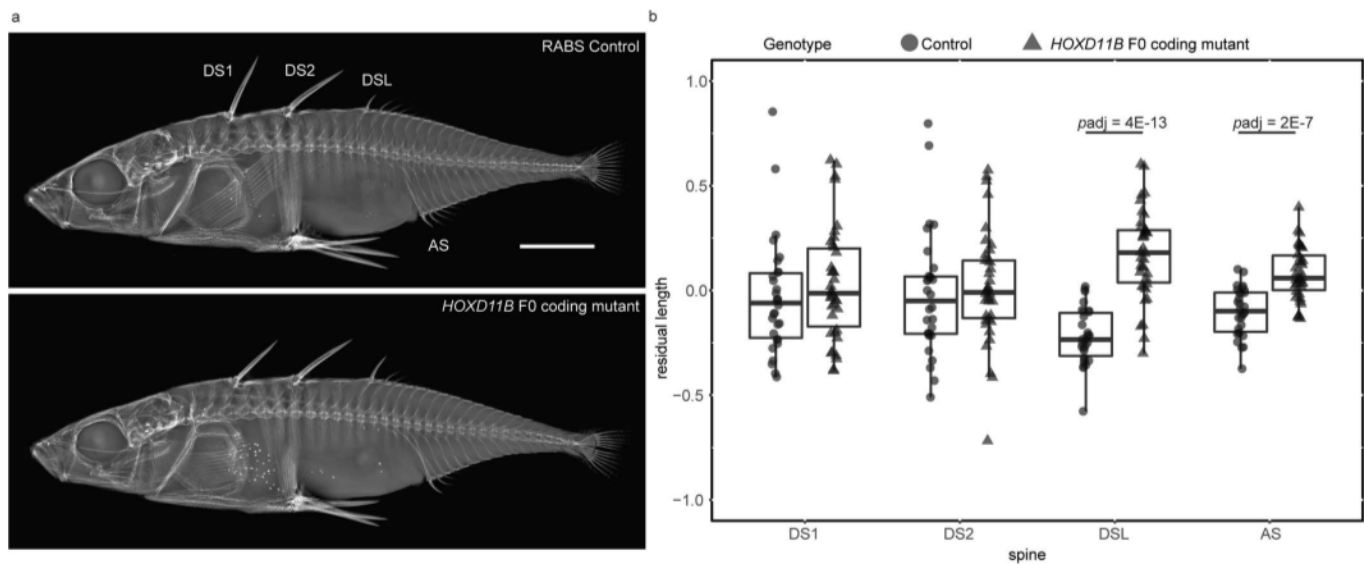 a
RABS Control
DS1
DS2
DSL
AS
HOXD11B F0 coding mutant
b
Genotype Control HOXD11B F0 coding mutant
1.0
0.5
0.0
−0.5
−1.0
residual length
padj = 4E-13
padj = 2E-7
DS1 DS2 DSL AS
spine